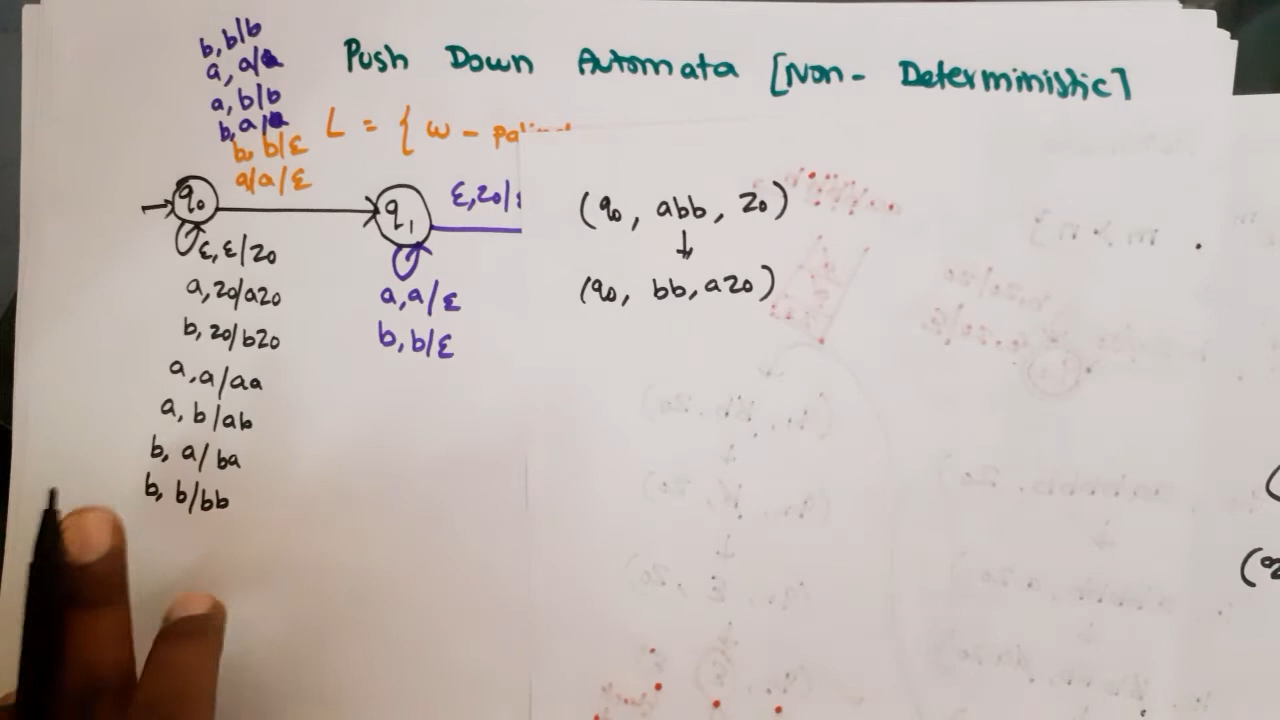 Push Down Automata [Non-Deterministic]
b, b/b
a, a/a
a, b/b
b, a/a
b, b/ε
a/a/ε
L = { w - pa
q0
q1
ε, z0/
ε, ε/z0
a, z0/az0
b, z0/bz0
a, a/aa
a, b/ab
b, a/ba
b, b/bb
a, a/ε
b, b/ε
(q0, abb, z0)
↓
(q0, bb, az0)